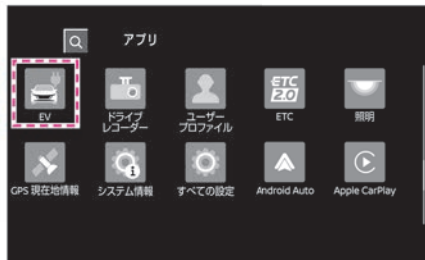 アプリ
EV
ドライブ
レコーダー
ユーザー
プロファイル
ETC
2.0
ETC
照明
GPS 現在地情報
i
システム情報
すべての設定
Android Auto
Apple CarPlay